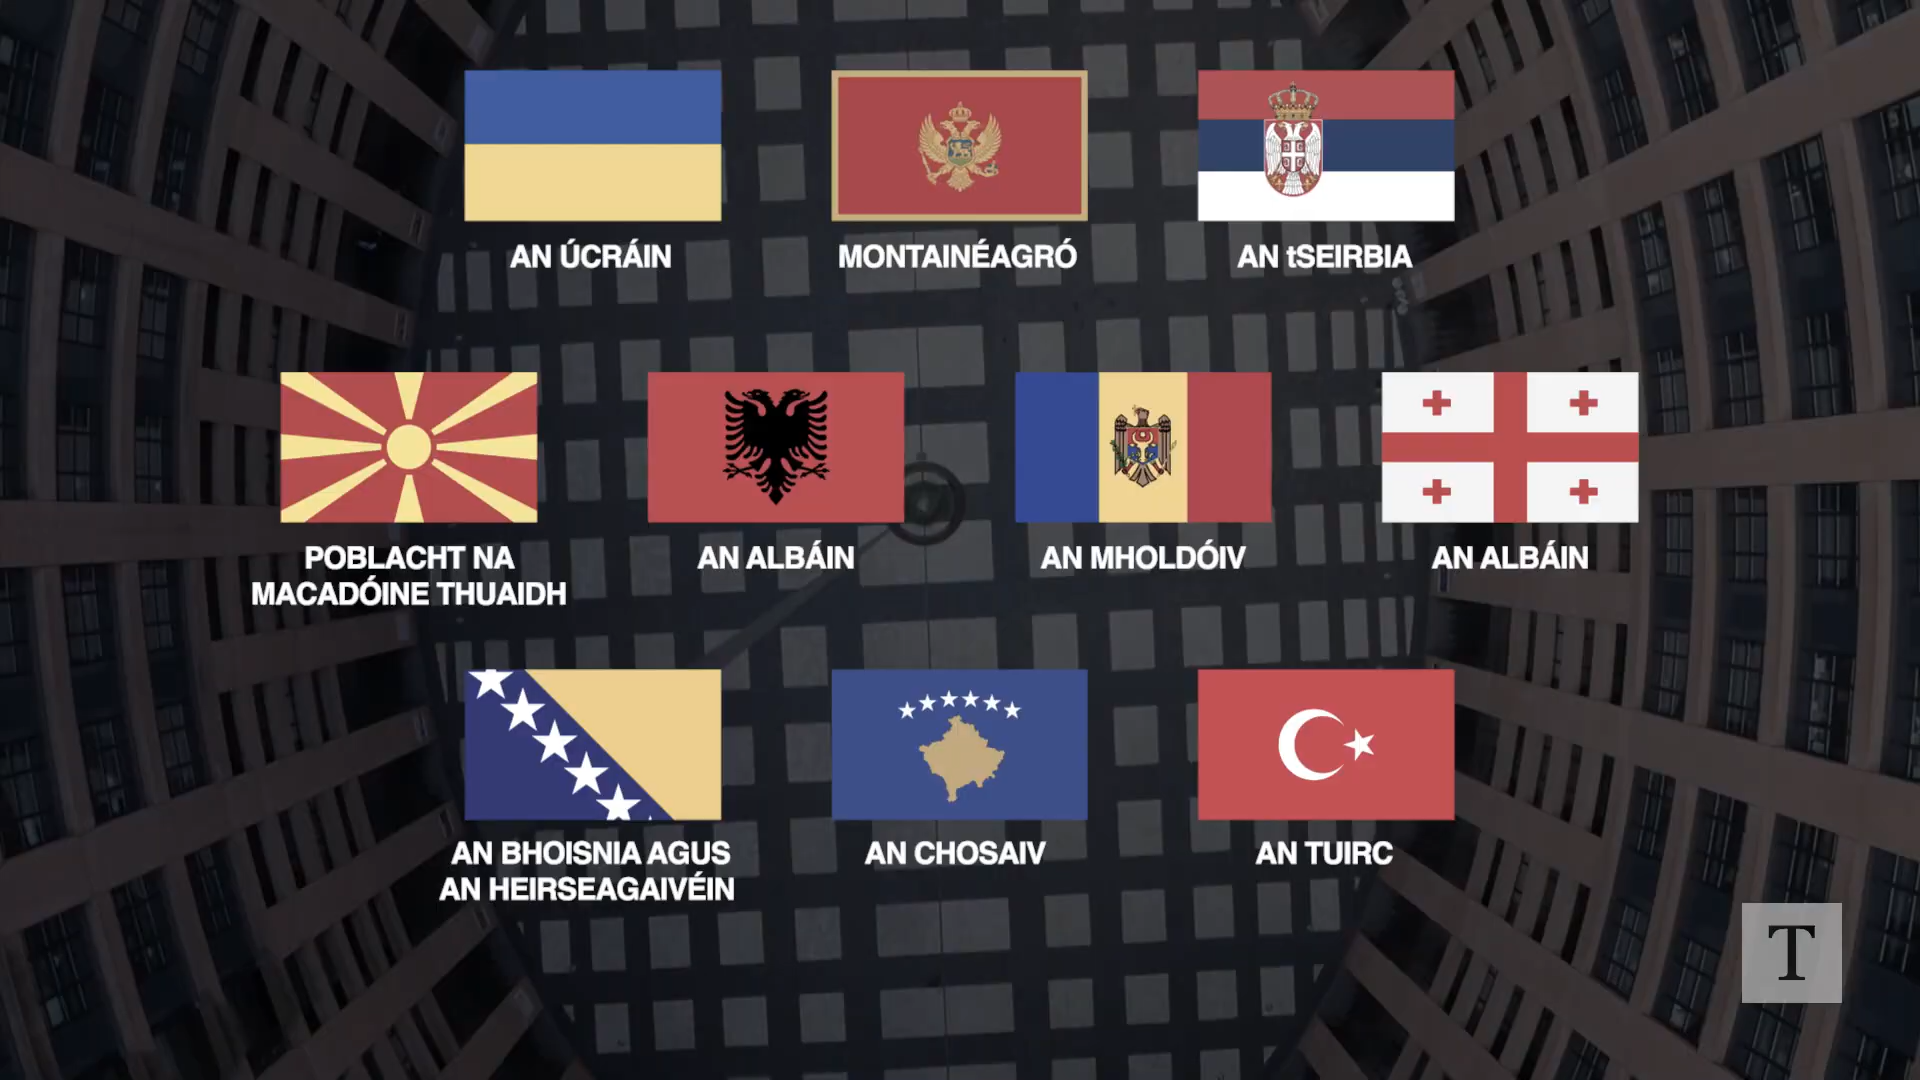 AN ÚCRÁIN
MONTAINÉAGRÓ
AN tSEIRBIA
POBLACHT NA
MACADÓINE THUAIDH
AN ALBÁIN
AN MHOLDÓIV
AN ALBÁIN
AN BHOISNIA AGUS
AN HEIRSEAGAIVÉIN
AN CHOSAIV
AN TUIRC
T